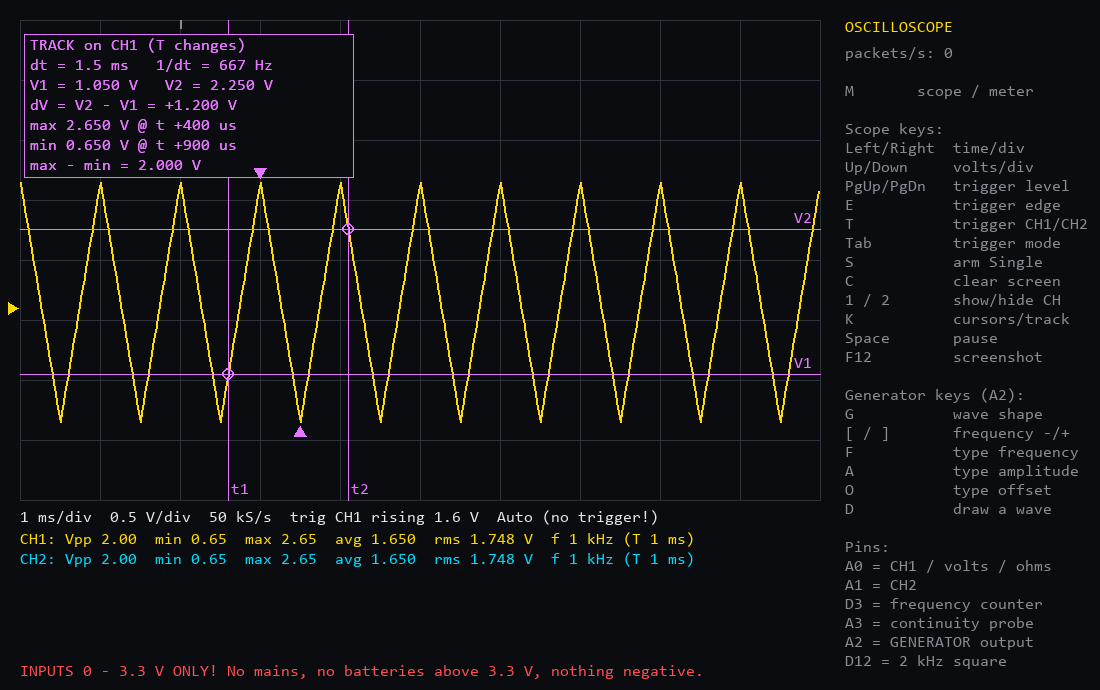 TRACK on CH1 (T changes)
dt = 1.5 ms   1/dt = 667 Hz
V1 = 1.050 V   V2 = 2.250 V
dV = V2 - V1 = +1.200 V
max 2.650 V @ t +400 us
min 0.650 V @ t +900 us
max - min = 2.000 V
V2
V1
t1
t2
1 ms/div  0.5 V/div  50 kS/s  trig CH1 rising 1.6 V  Auto (no trigger!)
CH1: Vpp 2.00  min 0.65  max 2.65  avg 1.650  rms 1.748 V  f 1 kHz (T 1 ms)
CH2: Vpp 2.00  min 0.65  max 2.65  avg 1.650  rms 1.748 V  f 1 kHz (T 1 ms)
INPUTS 0 - 3.3 V ONLY! No mains, no batteries above 3.3 V, nothing negative.
OSCILLOSCOPE
packets/s: 0
M       scope / meter
Scope keys:
Left/Right  time/div
Up/Down     volts/div
PgUp/PgDn   trigger level
E           trigger edge
T           trigger CH1/CH2
Tab         trigger mode
S           arm Single
C           clear screen
1 / 2       show/hide CH
K           cursors/track
Space       pause
F12         screenshot
Generator keys (A2):
G           wave shape
[ / ]       frequency -/+
F           type frequency
A           type amplitude
O           type offset
D           draw a wave
Pins:
A0 = CH1 / volts / ohms
A1 = CH2
D3 = frequency counter
A3 = continuity probe
A2 = GENERATOR output
D12 = 2 kHz square